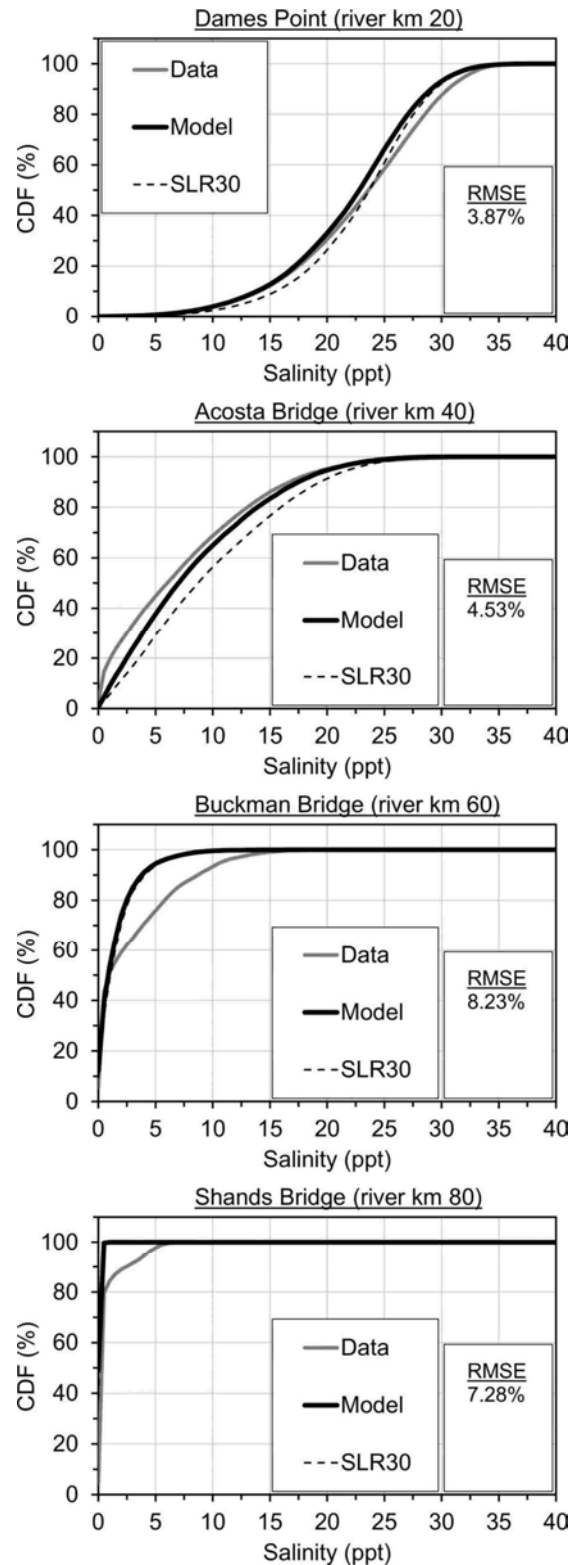 Dames Point (river km 20)
100
80
60
40
20
0
CDF (%)
Data
Model
SLR30
RMSE
3.87%
0 5 10 15 20 25 30 35 40
Salinity (ppt)
Acosta Bridge (river km 40)
100
80
60
40
20
0
CDF (%)
Data
Model
SLR30
RMSE
4.53%
0 5 10 15 20 25 30 35 40
Salinity (ppt)
Buckman Bridge (river km 60)
100
80
60
40
20
0
CDF (%)
Data
Model
SLR30
RMSE
8.23%
0 5 10 15 20 25 30 35 40
Salinity (ppt)
Shands Bridge (river km 80)
100
80
60
40
20
0
CDF (%)
Data
Model
SLR30
RMSE
7.28%
0 5 10 15 20 25 30 35 40
Salinity (ppt)